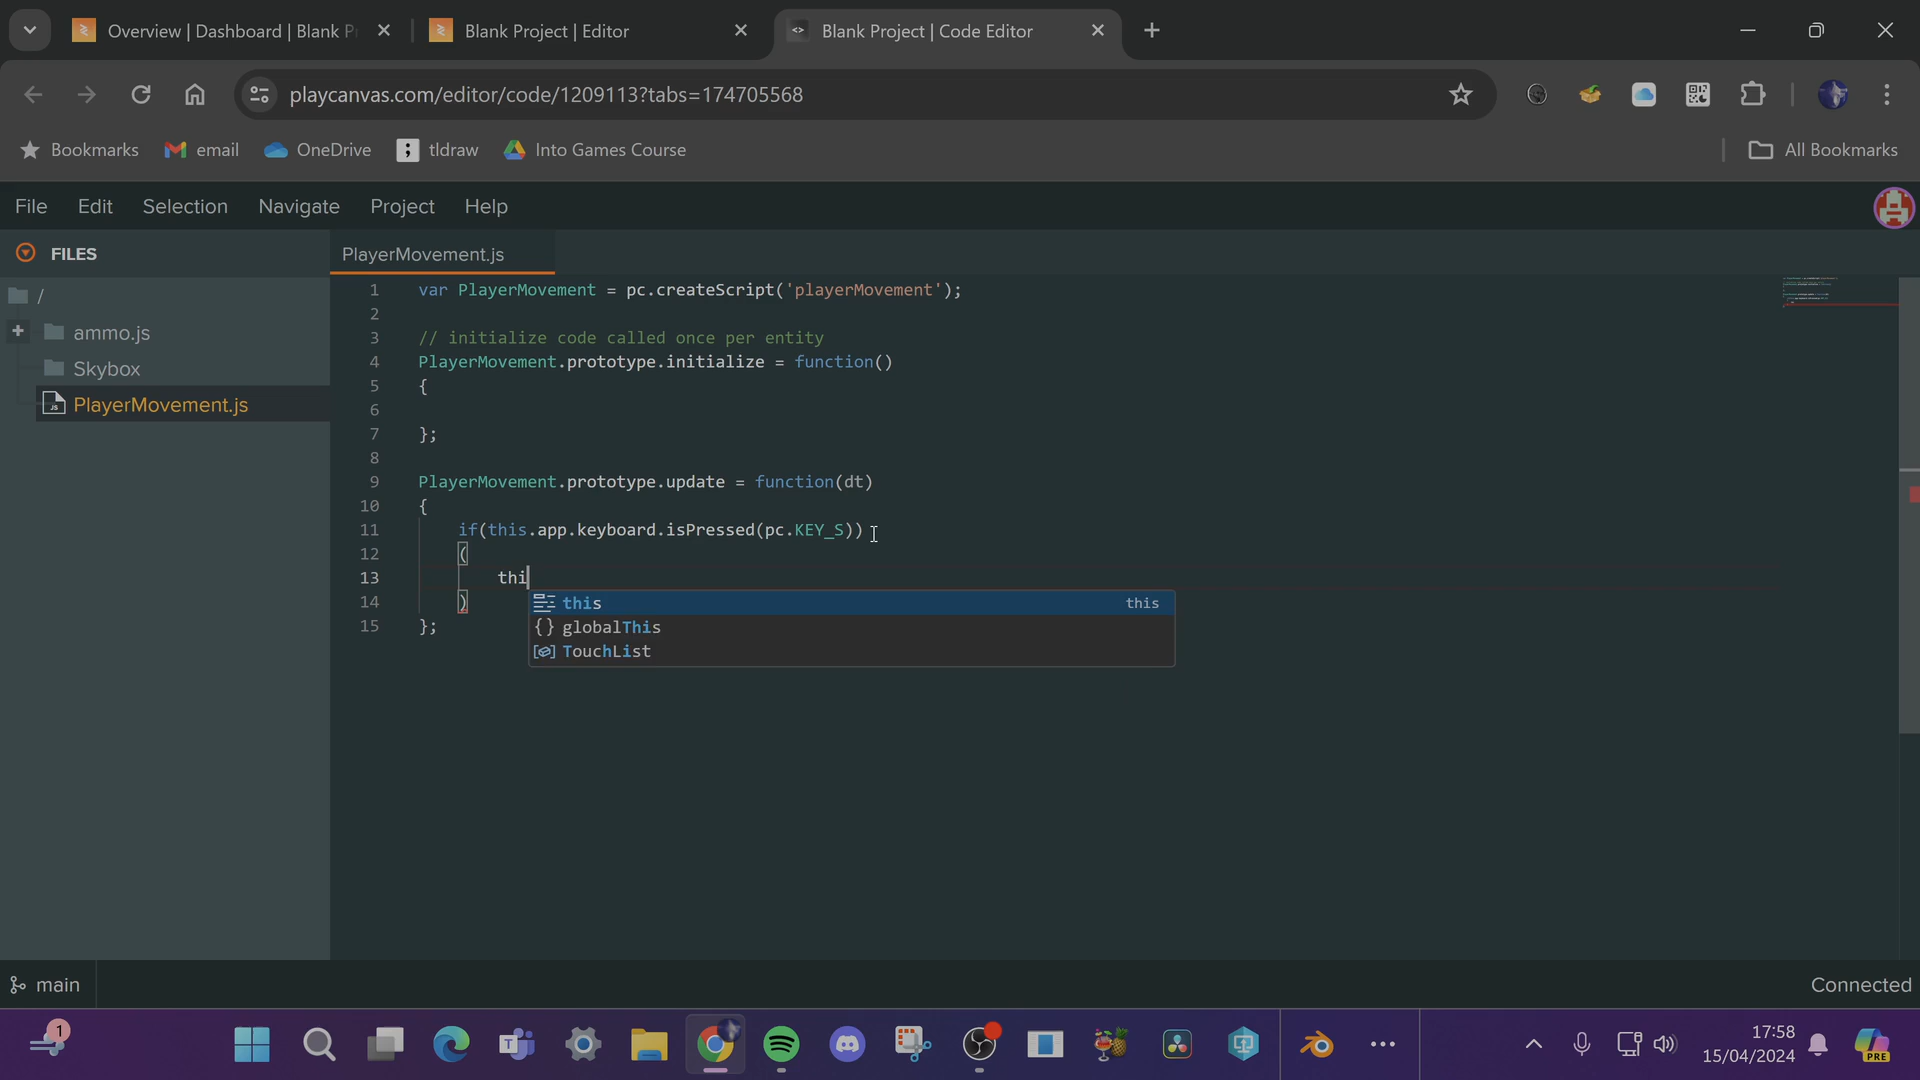 Overview | Dashboard | Blank P
Blank Project | Editor
Blank Project | Code Editor
playcanvas.com/editor/code/1209113?tabs=174705568
Bookmarks
email
OneDrive
tldraw
Into Games Course
All Bookmarks
File
Edit
Selection
Navigate
Project
Help
FILES
PlayerMovement.js
/
ammo.js
Skybox
PlayerMovement.js
1 var PlayerMovement = pc.createScript('playerMovement');
2
3 // initialize code called once per entity
4 PlayerMovement.prototype.initialize = function()
5 {
6
7 };
8
9 PlayerMovement.prototype.update = function(dt)
10 {
11 if(this.app.keyboard.isPressed(pc.KEY_S))
12 (
13 thi
14 )
15 };
this this
globalThis
TouchList
main
Connected
1
17:58
15/04/2024
PRE